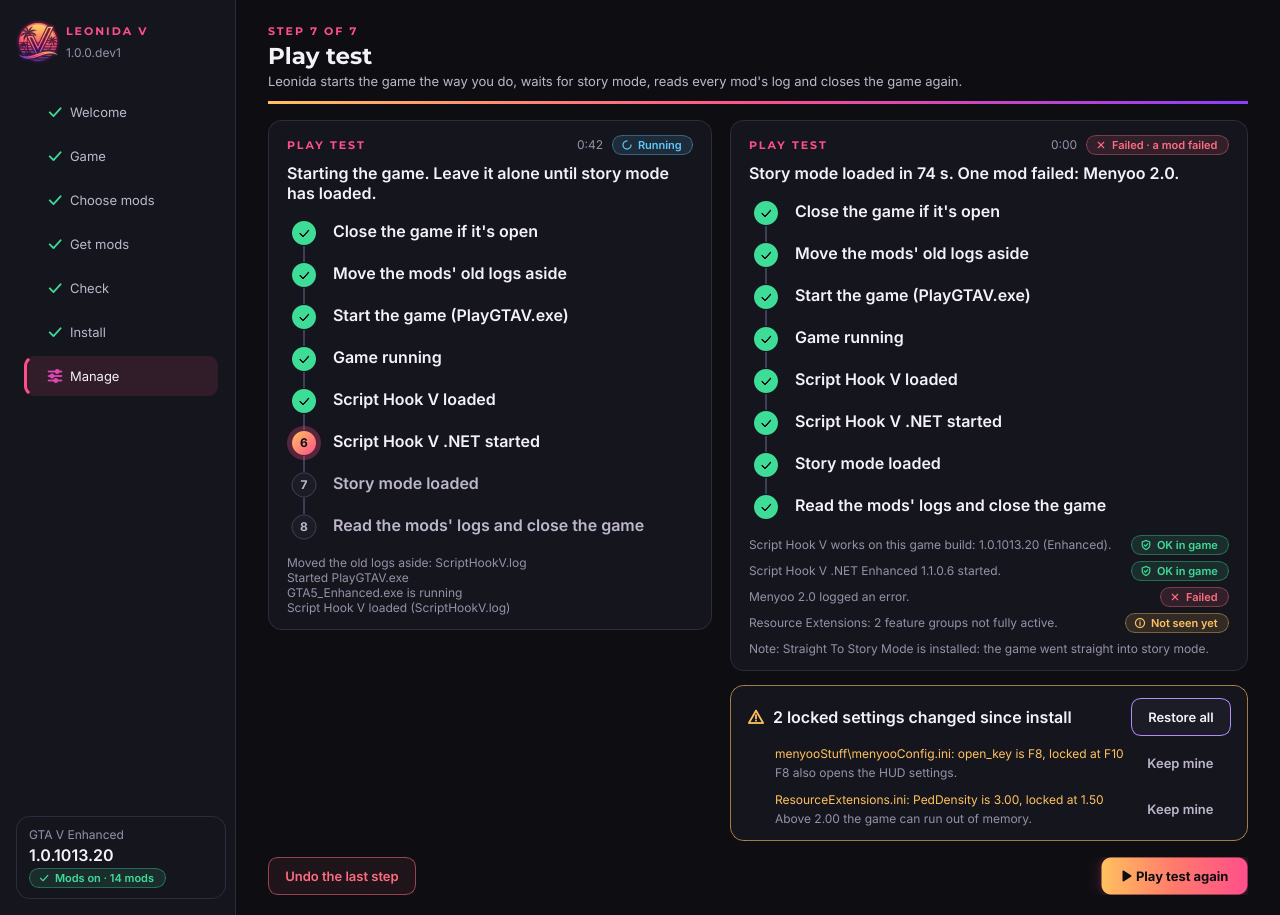 LEONIDA V
1.0.0.dev1
Welcome
Game
Choose mods
Get mods
Check
Install
Manage
GTA V Enhanced
1.0.1013.20
Mods on · 14 mods
STEP 7 OF 7
Play test
Leonida starts the game the way you do, waits for story mode, reads every mod's log and closes the game again.
PLAY TEST
0:42
Running
Starting the game. Leave it alone until story mode
has loaded.
Close the game if it's open
Move the mods' old logs aside
Start the game (PlayGTAV.exe)
Game running
Script Hook V loaded
6 Script Hook V .NET started
7 Story mode loaded
8 Read the mods' logs and close the game
Moved the old logs aside: ScriptHookV.log
Started PlayGTAV.exe
GTA5_Enhanced.exe is running
Script Hook V loaded (ScriptHookV.log)
PLAY TEST
0:00
Failed · a mod failed
Story mode loaded in 74 s. One mod failed: Menyoo 2.0.
Close the game if it's open
Move the mods' old logs aside
Start the game (PlayGTAV.exe)
Game running
Script Hook V loaded
Script Hook V .NET started
Story mode loaded
Read the mods' logs and close the game
Script Hook V works on this game build: 1.0.1013.20 (Enhanced). OK in game
Script Hook V .NET Enhanced 1.1.0.6 started. OK in game
Menyoo 2.0 logged an error. Failed
Resource Extensions: 2 feature groups not fully active. Not seen yet
Note: Straight To Story Mode is installed: the game went straight into story mode.
2 locked settings changed since install
Restore all
menyooStuff\menyooConfig.ini: open_key is F8, locked at F10
F8 also opens the HUD settings.
Keep mine
ResourceExtensions.ini: PedDensity is 3.00, locked at 1.50
Above 2.00 the game can run out of memory.
Keep mine
Undo the last step
Play test again